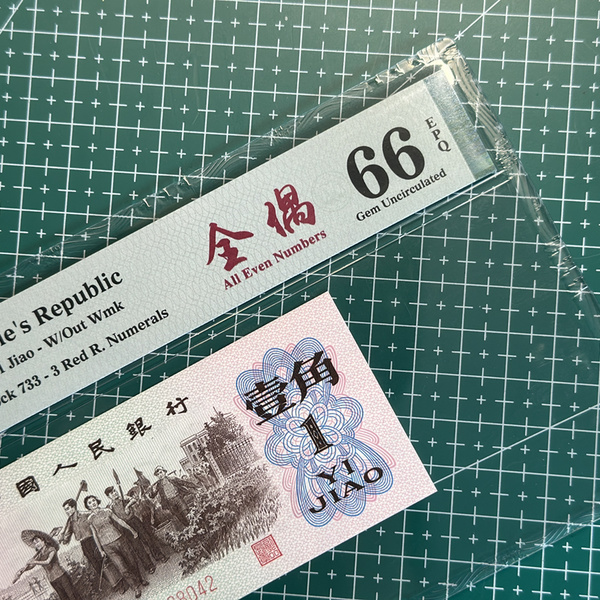 66
EPQ
Gem Uncirculated
全偶
All Even Numbers
le's Republic
1 Jiao - W/Out Wmk
ck 733 - 3 Red R. Numerals
國人民銀行
壹角
1
YI
JIAO
8042